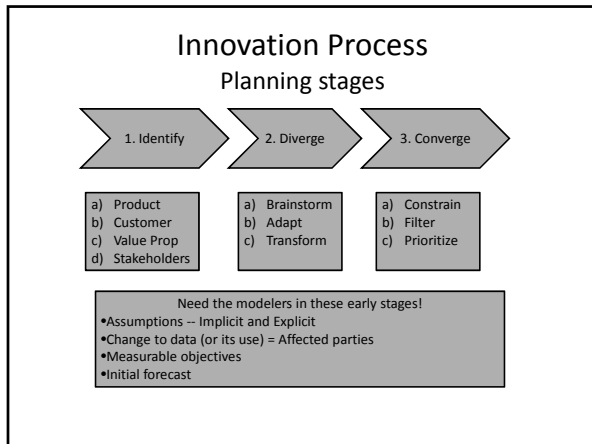 Innovation Process
Planning stages
1. Identify
2. Diverge
3. Converge
a) Product
b) Customer
c) Value Prop
d) Stakeholders
a) Brainstorm
b) Adapt
c) Transform
a) Constrain
b) Filter
c) Prioritize
Need the modelers in these early stages!
•Assumptions -- Implicit and Explicit
•Change to data (or its use) = Affected parties
•Measurable objectives
•Initial forecast